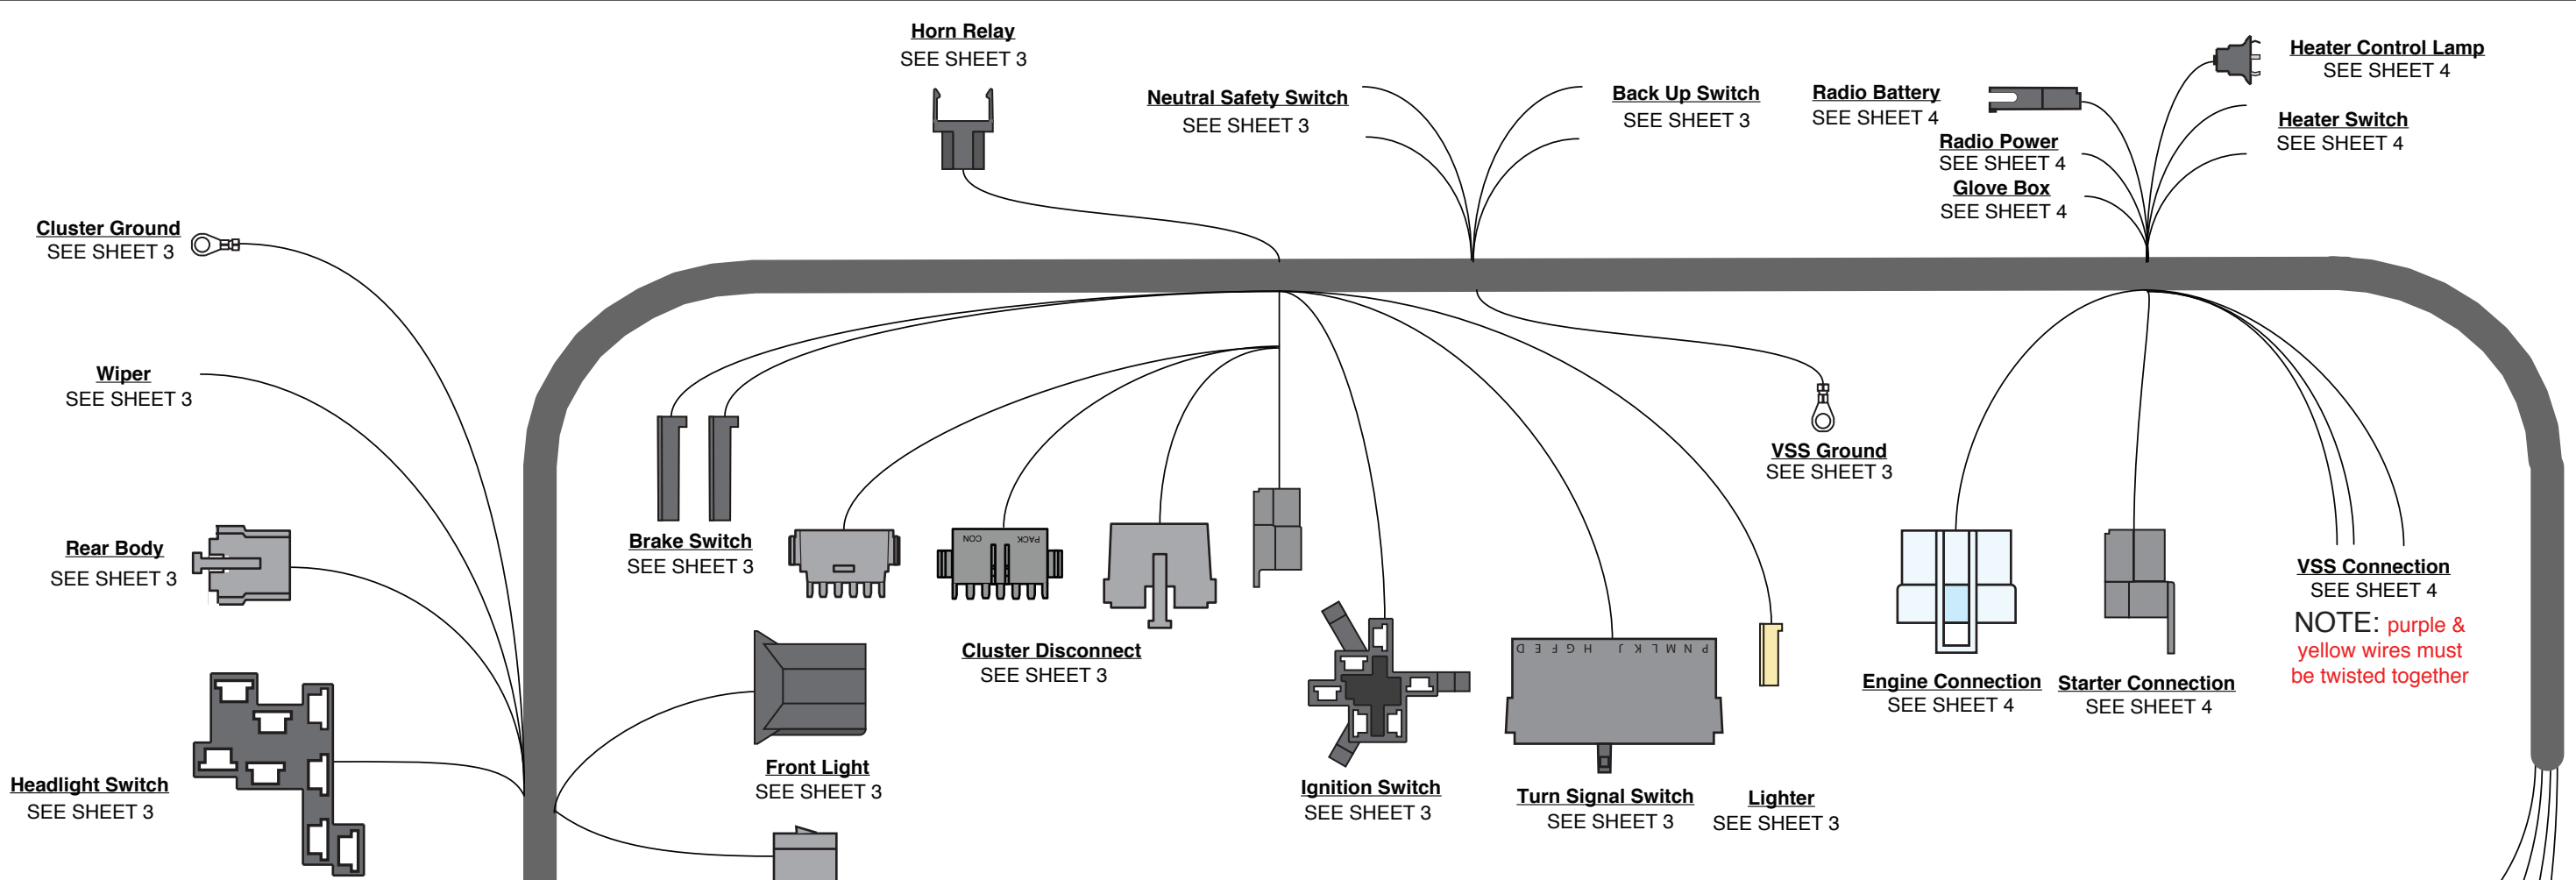 Horn Relay
SEE SHEET 3
Neutral Safety Switch
SEE SHEET 3
Back Up Switch
SEE SHEET 3
Radio Battery
SEE SHEET 4
Radio Power
SEE SHEET 4
Glove Box
SEE SHEET 4
Heater Control Lamp
SEE SHEET 4
Heater Switch
SEE SHEET 4
Cluster Ground
SEE SHEET 3
Wiper
SEE SHEET 3
Rear Body
SEE SHEET 3
Headlight Switch
SEE SHEET 3
Brake Switch
SEE SHEET 3
CON PACK
Cluster Disconnect
SEE SHEET 3
Front Light
SEE SHEET 3
Ignition Switch
SEE SHEET 3
D E F G H J K L M N P
Turn Signal Switch
SEE SHEET 3
Lighter
SEE SHEET 3
VSS Ground
SEE SHEET 3
Engine Connection
SEE SHEET 4
Starter Connection
SEE SHEET 4
VSS Connection
SEE SHEET 4
NOTE: purple &
yellow wires must
be twisted together